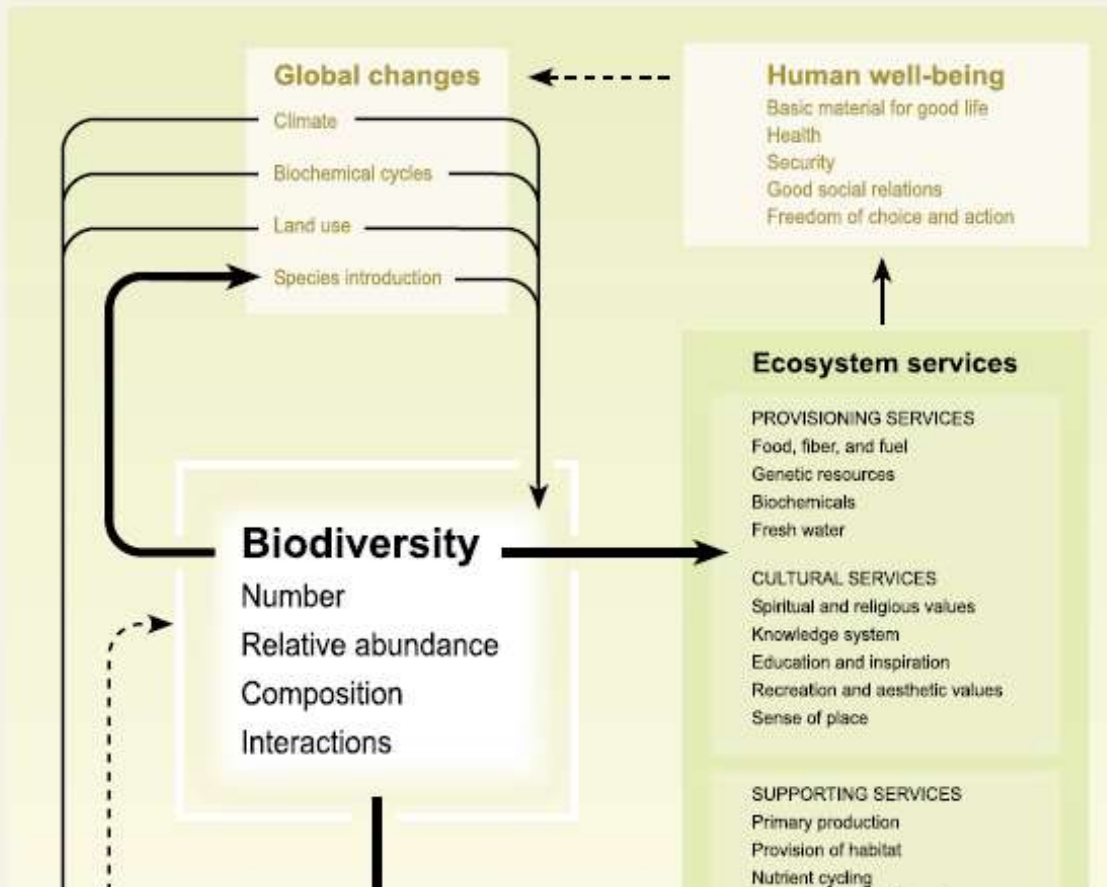 Global changes
Climate
Biochemical cycles
Land use
Species introduction
Human well-being
Basic material for good life
Health
Security
Good social relations
Freedom of choice and action
Ecosystem services
PROVISIONING SERVICES
Food, fiber, and fuel
Genetic resources
Biochemicals
Fresh water
CULTURAL SERVICES
Spiritual and religious values
Knowledge system
Education and inspiration
Recreation and aesthetic values
Sense of place
SUPPORTING SERVICES
Primary production
Provision of habitat
Nutrient cycling
Biodiversity
Number
Relative abundance
Composition
Interactions